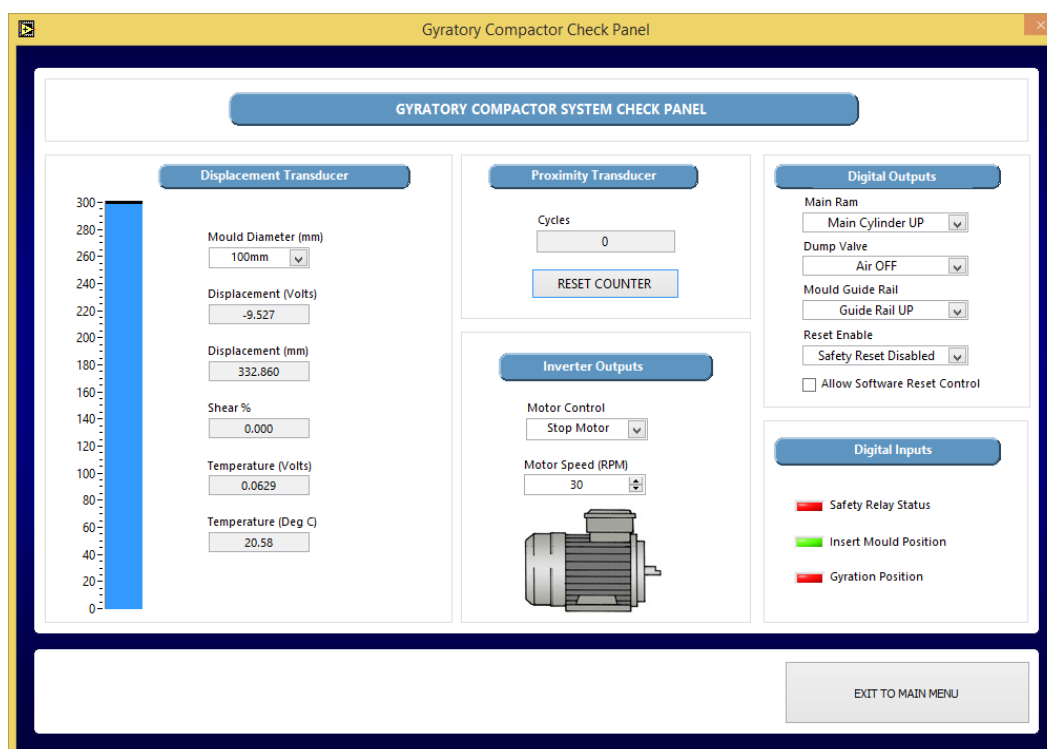 Gyratory Compactor Check Panel
GYRATORY COMPACTOR SYSTEM CHECK PANEL
Displacement Transducer
300
280
260
240
220
200
180
160
140
120
100
80
60
40
20
0
Mould Diameter (mm)
100mm
Displacement (Volts)
-9.527
Displacement (mm)
332.860
Shear %
0.000
Temperature (Volts)
0.0629
Temperature (Deg C)
20.58
Proximity Transducer
Cycles
0
RESET COUNTER
Inverter Outputs
Motor Control
Stop Motor
Motor Speed (RPM)
30
Digital Outputs
Main Ram
Main Cylinder UP
Dump Valve
Air OFF
Mould Guide Rail
Guide Rail UP
Reset Enable
Safety Reset Disabled
Allow Software Reset Control
Digital Inputs
Safety Relay Status
Insert Mould Position
Gyration Position
EXIT TO MAIN MENU